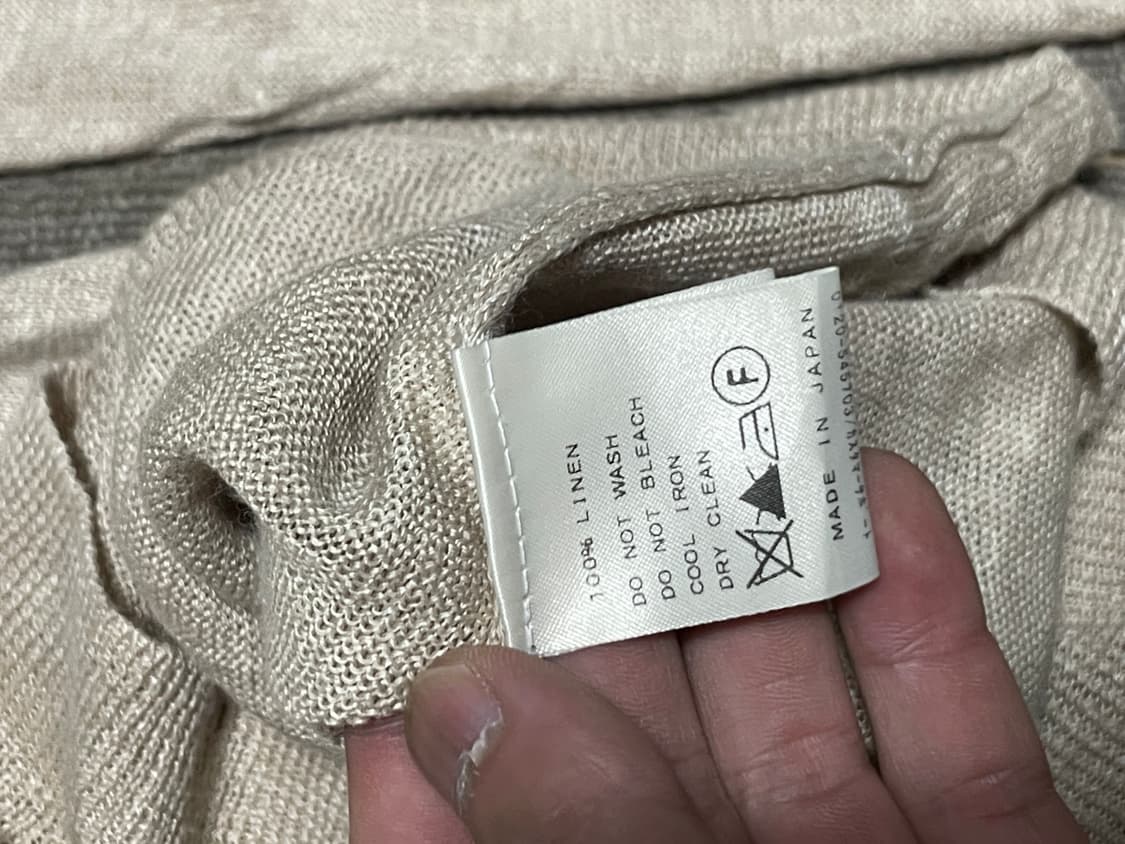 100% LINEN
DO NOT WASH
DO NOT BLEACH
COOL IRON
DRY CLEAN
F
MADE IN JAPAN